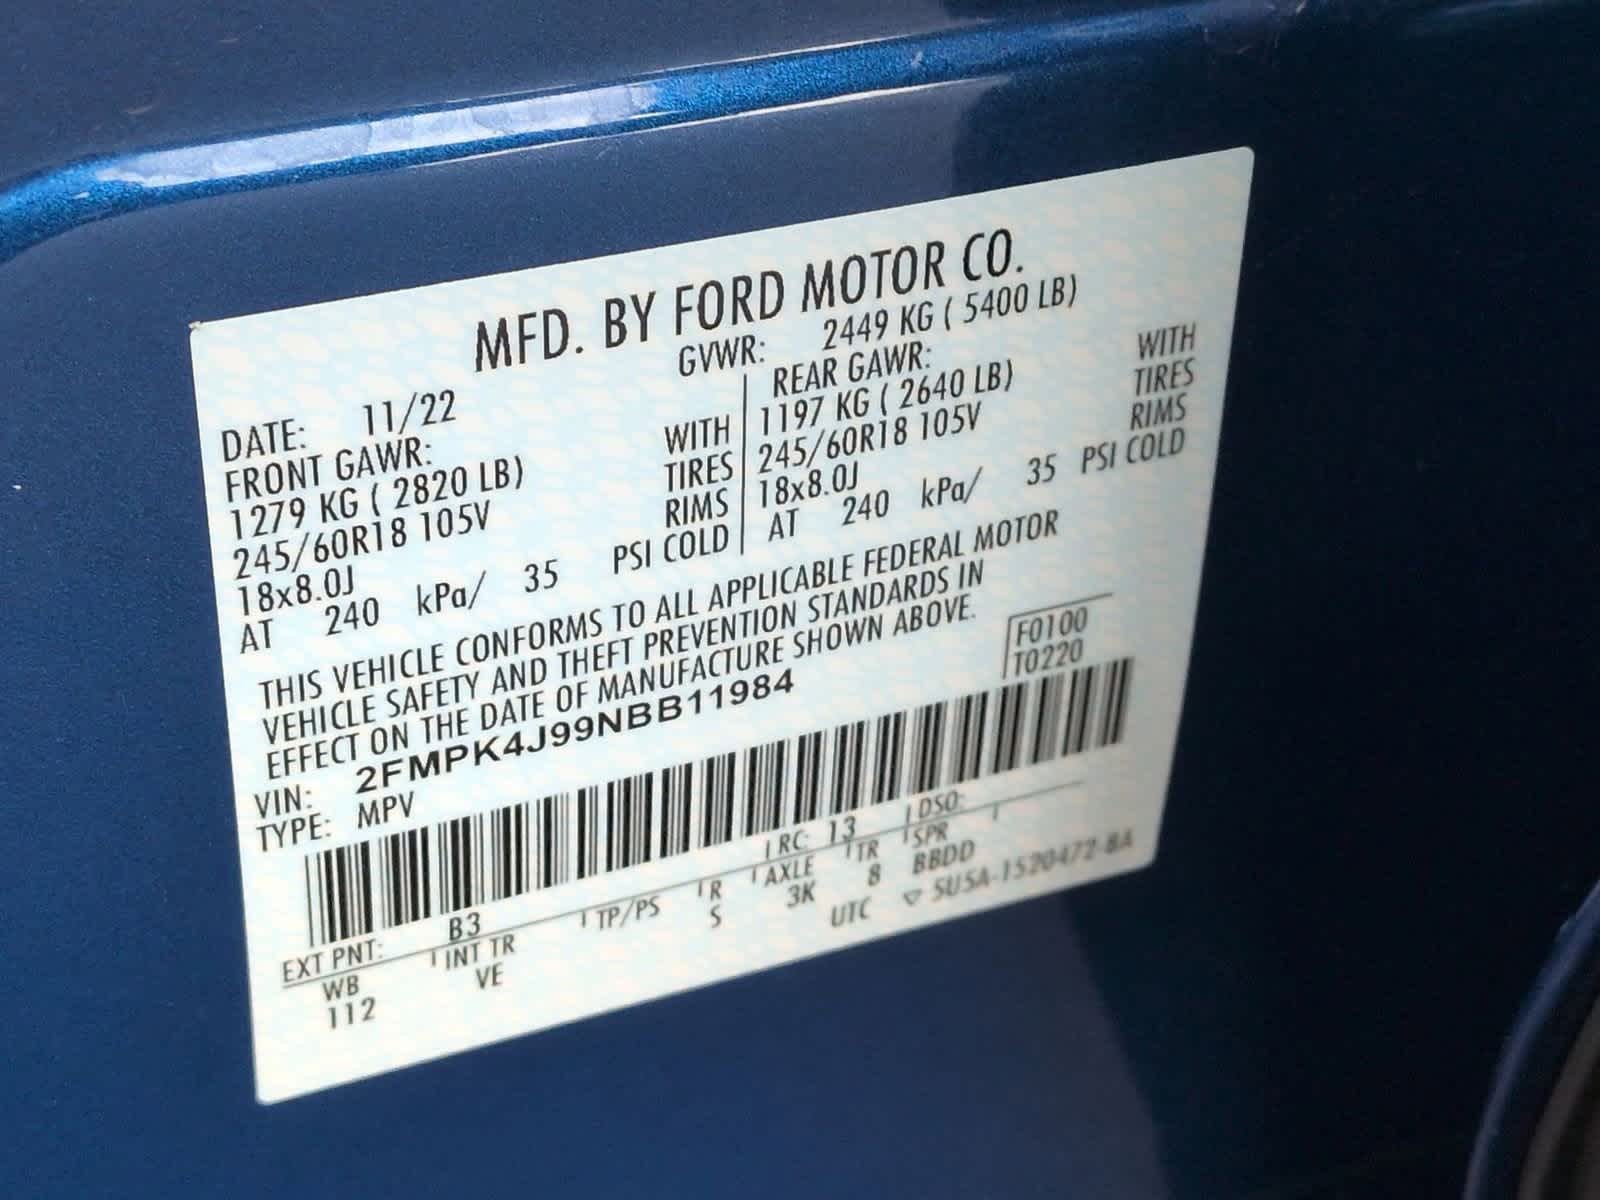 MFD. BY FORD MOTOR CO.
GVWR: 2449 KG ( 5400 LB)
DATE: 11/22
FRONT GAWR:
1279 KG ( 2820 LB) WITH
245/60R18 105V TIRES
18x8.0J RIMS
AT 240 kPa/ 35 PSI COLD
REAR GAWR:
1197 KG ( 2640 LB) WITH
245/60R18 105V TIRES
18x8.0J RIMS
AT 240 kPa/ 35 PSI COLD
THIS VEHICLE CONFORMS TO ALL APPLICABLE FEDERAL MOTOR
VEHICLE SAFETY AND THEFT PREVENTION STANDARDS IN
EFFECT ON THE DATE OF MANUFACTURE SHOWN ABOVE.
F0100
T0220
VIN: 2FMPK4J99NBB11984
TYPE: MPV
EXT PNT: B3 RC: 13 DSO:
WB INT TR TP/PS R AXLE TR SPR
112 VE S 3K 8 BBDD
UTC ▽ 5U5A-1520472-BA